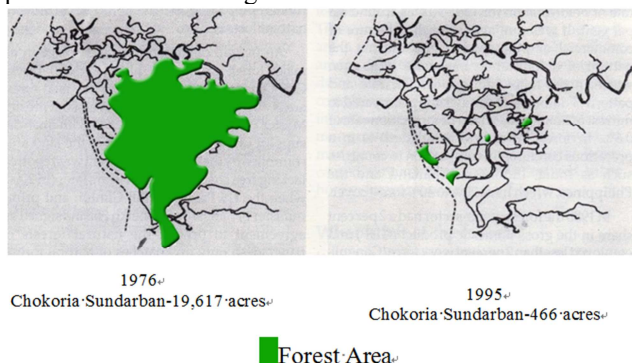 1976
Chokoria Sundarban-19,617 acres
1995
Chokoria Sundarban-466 acres
Forest Area